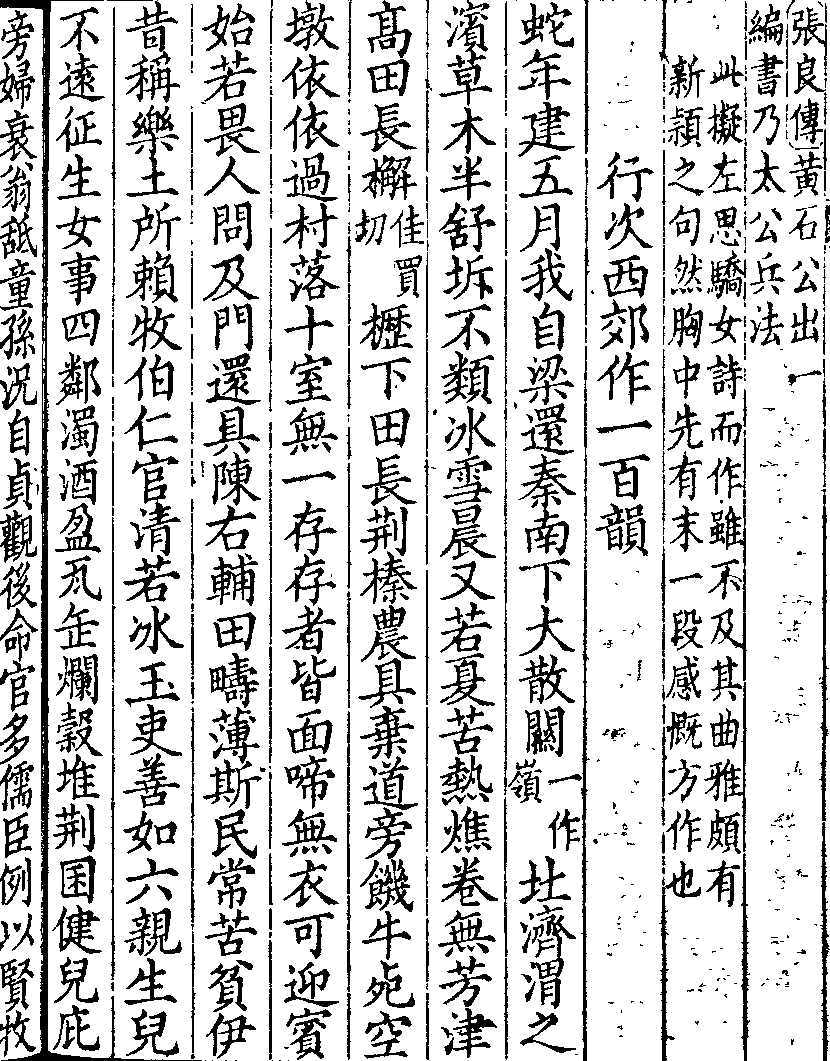 張良傳黃石公出一
編書乃太公兵法
此擬左思驕女詩而作雖不及其曲雅頗有
新頴之句然胸中先有末一段感慨方作也
行次西郊作一百韻
蛇年建五月我自梁還秦南下大散關一作嶺北濟渭之
濱草木半舒坼不類冰雪晨又若夏苦熱燋卷無芳津
髙田長檞佳買切櫪下田長荆榛農具棄道旁饑牛死空
墩依依過村落十室無一存存者皆面啼無衣可迎賓
始若畏人問及門還具陳右輔田疇薄斯民常苦貧伊
昔稱樂土所賴牧伯仁官清若冰玉吏善如六親生兒
不遠征生女事四鄰濁酒盈瓦缶爛穀堆荆囷健兒庇
旁婦衰翁舐童孫況自貞觀後命官多儒臣例以賢牧